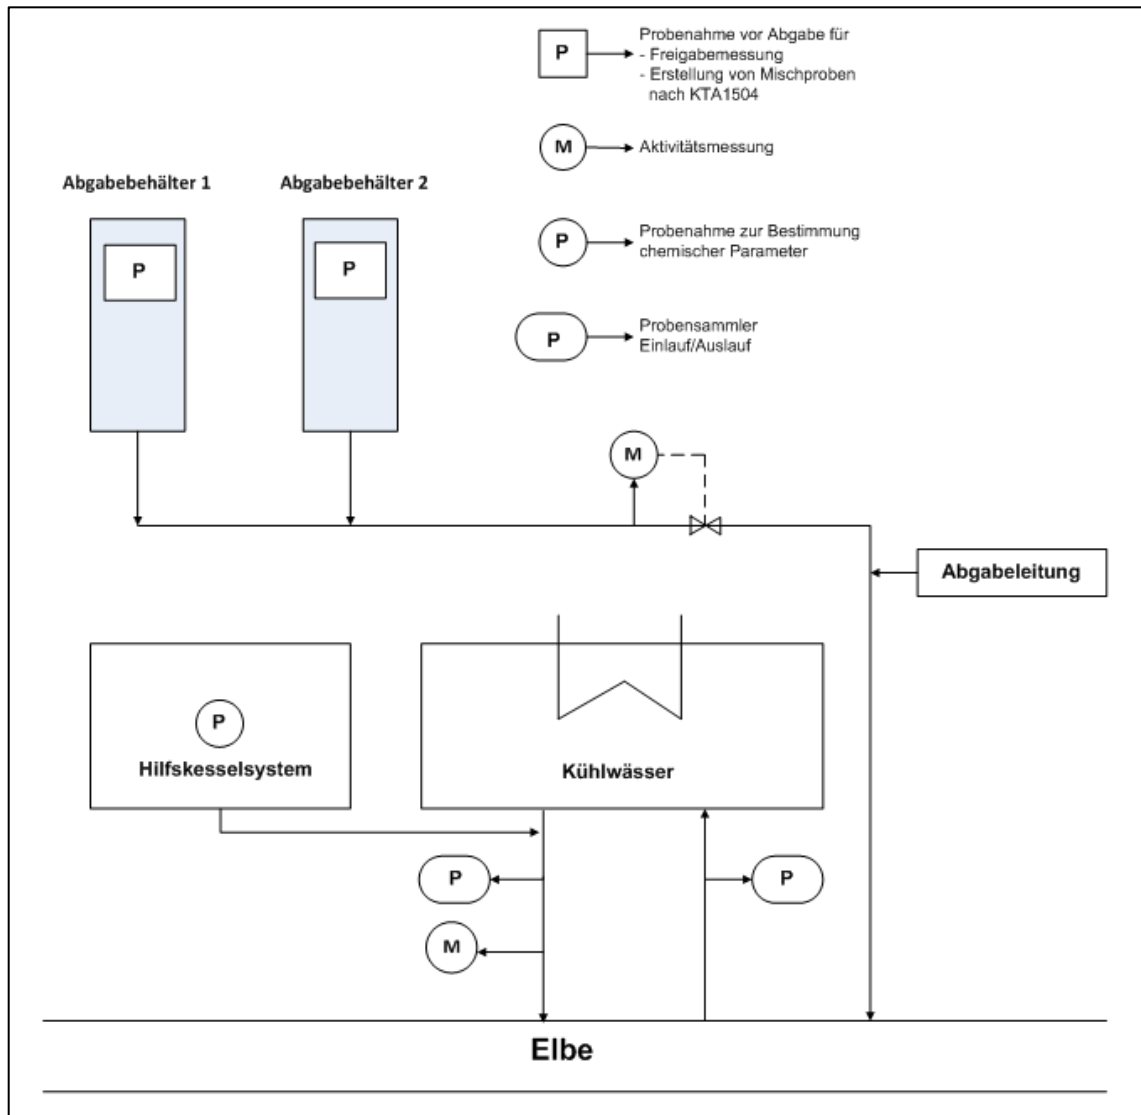 P
Probenahme vor Abgabe für
- Freigabemessung
- Erstellung von Mischproben
nach KTA1504
M
Aktivitätsmessung
Abgabebehälter 1
Abgabebehälter 2
P
P
P
Probenahme zur Bestimmung
chemischer Parameter
P
Probensammler
Einlauf/Auslauf
M
Abgabeleitung
P
Hilfskesselsystem
Kühlwässer
P
P
M
Elbe